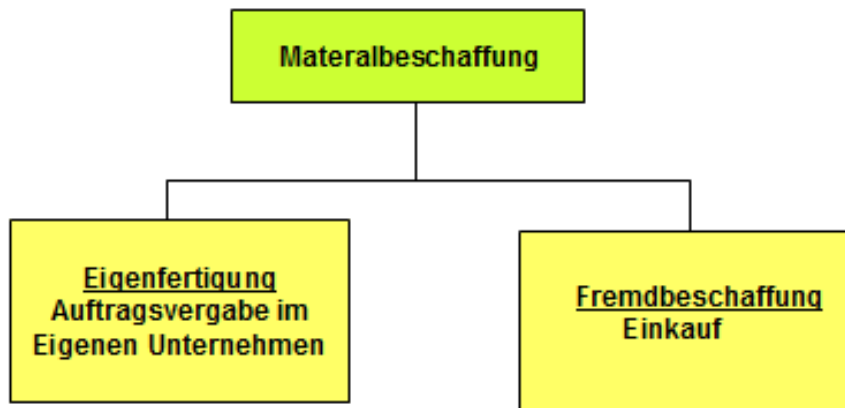 Materalbeschaffung
Eigenfertigung
Auftragsvergabe im
Eigenen Unternehmen
Fremdbeschaffung
Einkauf